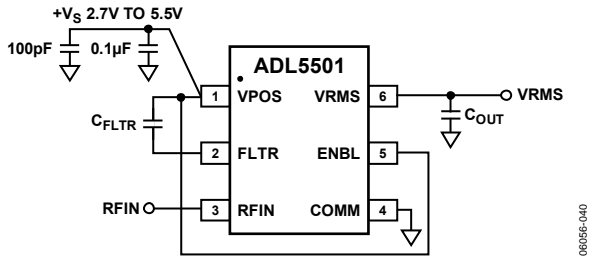 +VS 2.7V TO 5.5V
100pF
0.1µF
ADL5501
1 VPOS
VRMS 6
VRMS
CFLTR
COUT
2 FLTR
ENBL 5
RFIN
3 RFIN
COMM 4
06056-040